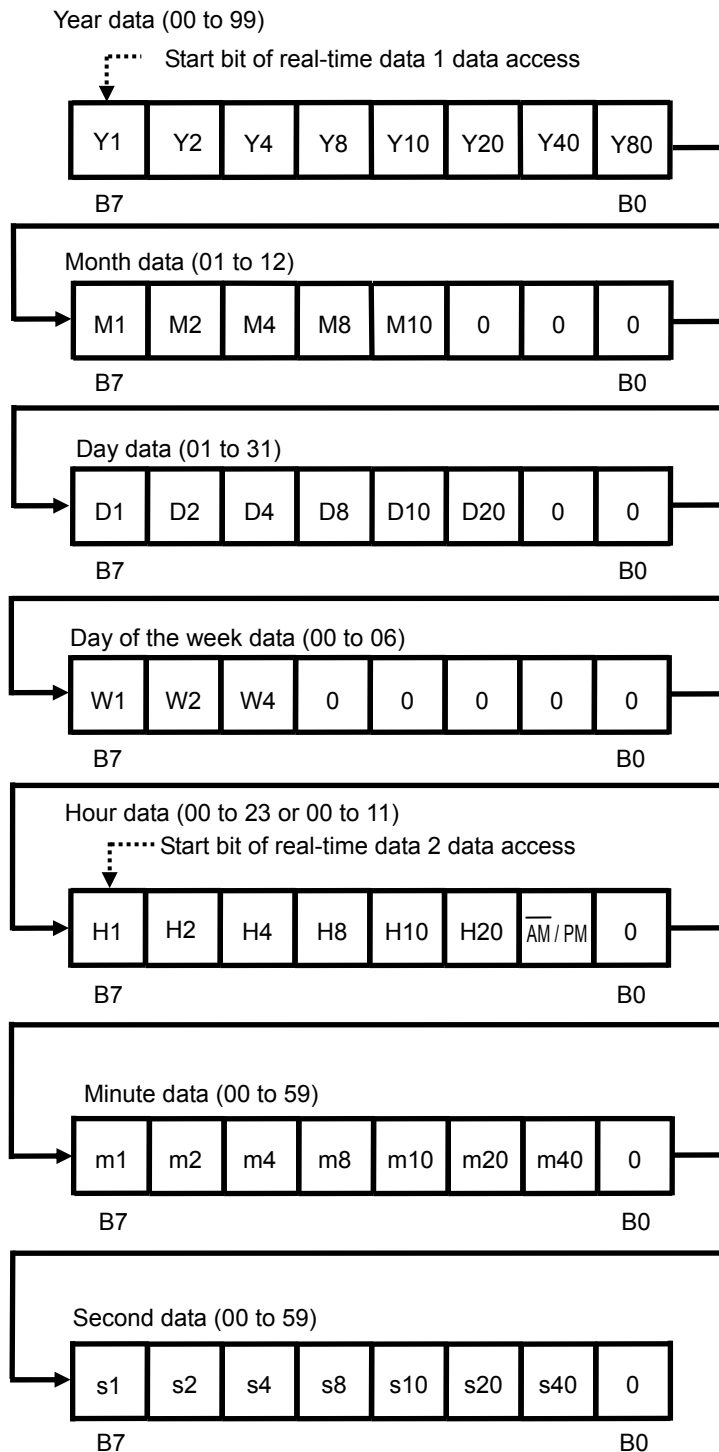 Year data (00 to 99)
Start bit of real-time data 1 data access
Y1 Y2 Y4 Y8 Y10 Y20 Y40 Y80
B7 B0
Month data (01 to 12)
M1 M2 M4 M8 M10 0 0 0
B7 B0
Day data (01 to 31)
D1 D2 D4 D8 D10 D20 0 0
B7 B0
Day of the week data (00 to 06)
W1 W2 W4 0 0 0 0 0
B7 B0
Hour data (00 to 23 or 00 to 11)
Start bit of real-time data 2 data access
H1 H2 H4 H8 H10 H20 A̅M̅ / PM 0
B7 B0
Minute data (00 to 59)
m1 m2 m4 m8 m10 m20 m40 0
B7 B0
Second data (00 to 59)
s1 s2 s4 s8 s10 s20 s40 0
B7 B0